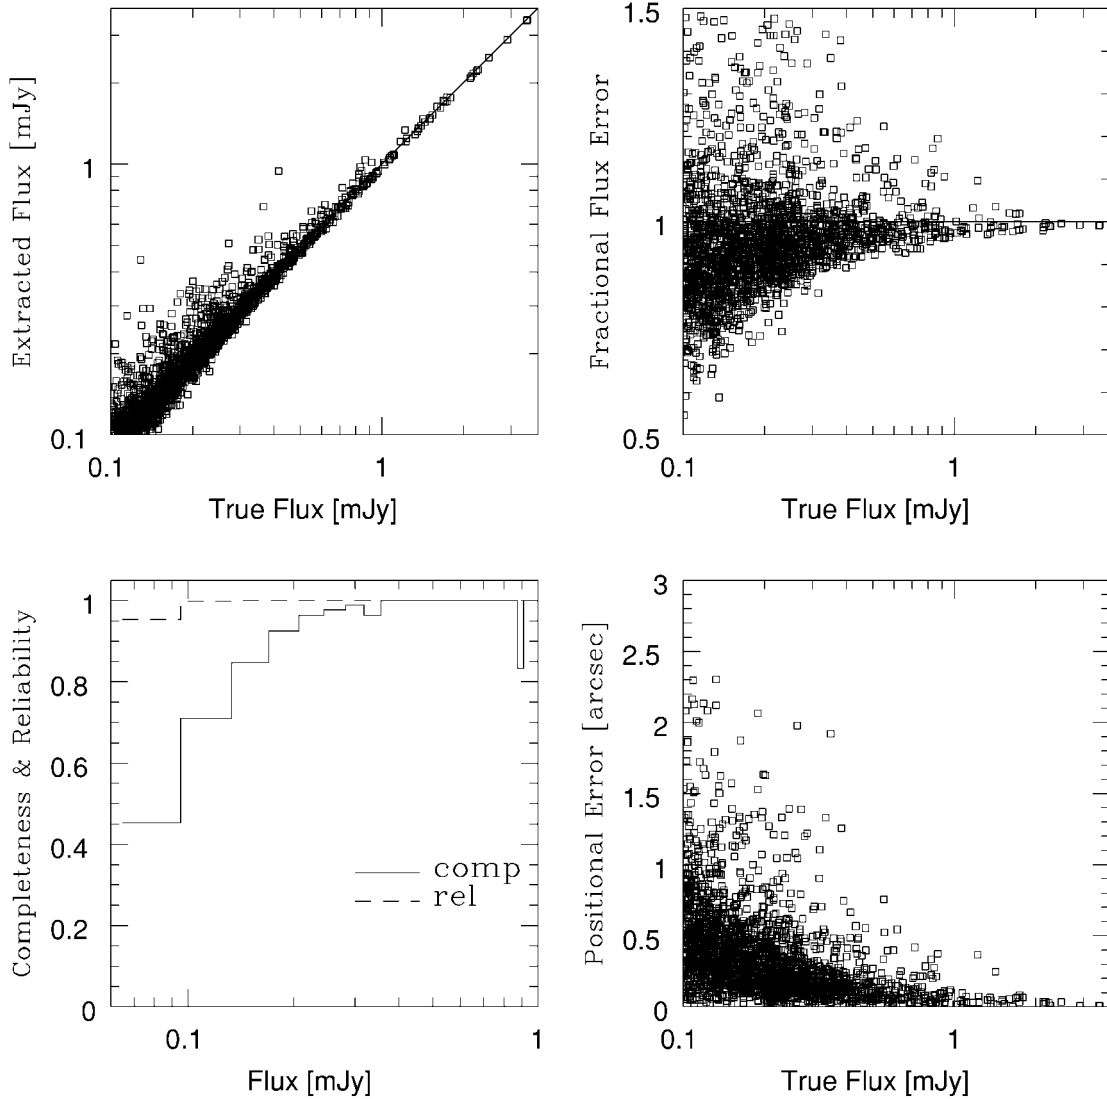 Extracted Flux [mJy]
1
0.1
0.1
1
True Flux [mJy]
Fractional Flux Error
1.5
1
0.5
0.1
1
True Flux [mJy]
Completeness & Reliability
1
0.8
0.6
0.4
0.2
0
comp
rel
0.1
1
Flux [mJy]
Positional Error [arcsec]
3
2.5
2
1.5
1
0.5
0
0.1
1
True Flux [mJy]